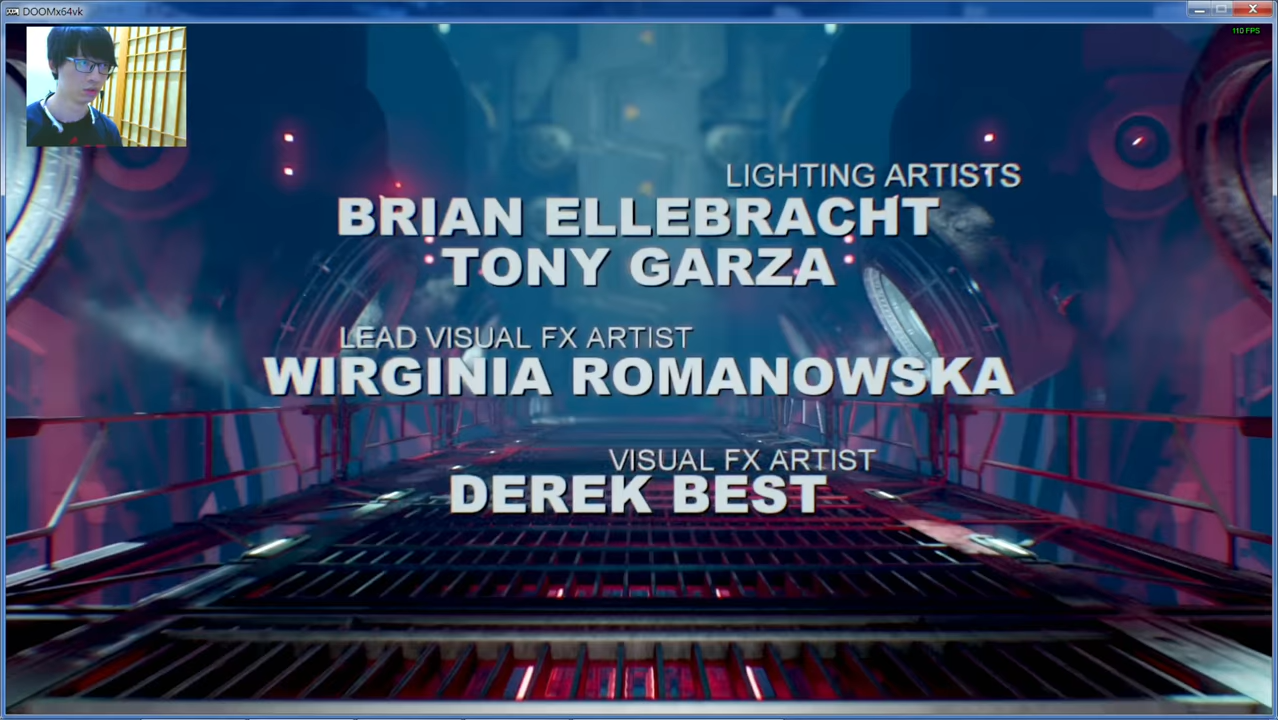 DOOMx64vk
110 FPS
LIGHTING ARTISTS
BRIAN ELLEBRACHT
TONY GARZA
LEAD VISUAL FX ARTIST
WIRGINIA ROMANOWSKA
VISUAL FX ARTIST
DEREK BEST